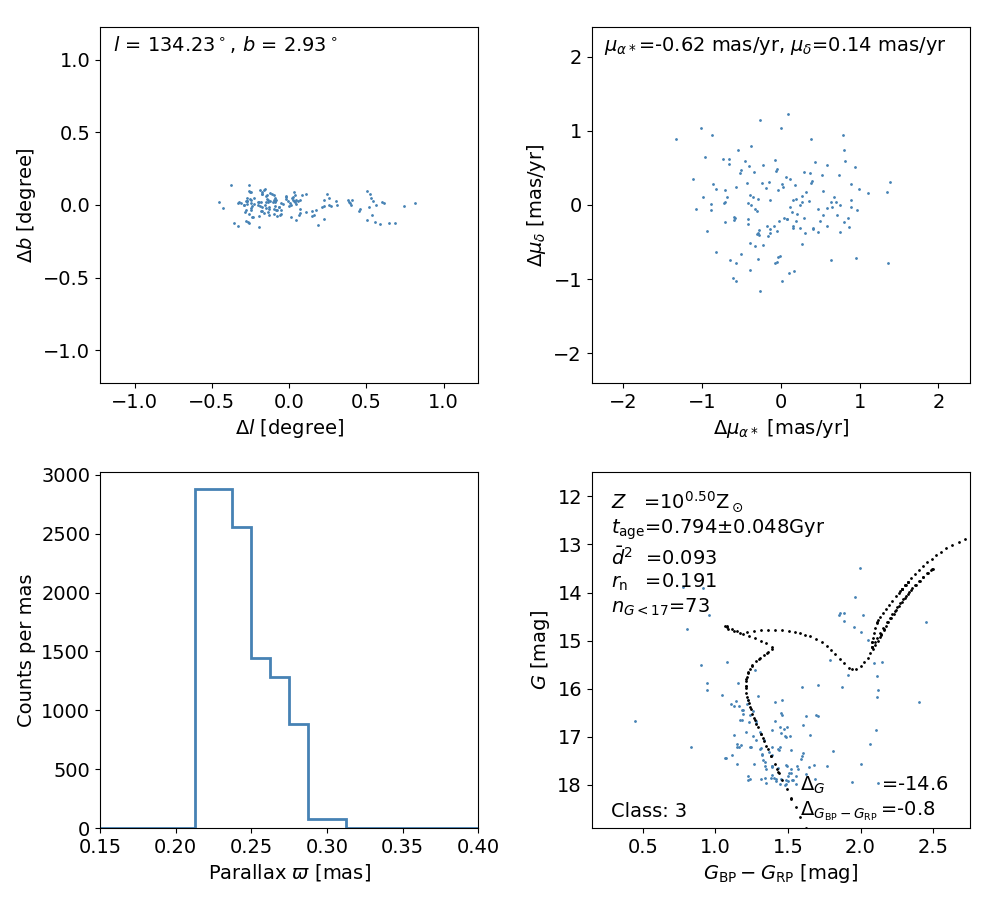 l = 134.23°, b = 2.93°
1.0
0.5
0.0
−0.5
−1.0
Δb [degree]
−1.0 −0.5 0.0 0.5 1.0
Δl [degree]
μα∗=-0.62 mas/yr, μδ=0.14 mas/yr
2
1
0
−1
−2
Δμδ [mas/yr]
−2 −1 0 1 2
Δμα∗ [mas/yr]
3000
2500
2000
1500
1000
500
0
Counts per mas
0.15 0.20 0.25 0.30 0.35 0.40
Parallax ϖ [mas]
12
13
14
15
16
17
18
G [mag]
Z =10^0.50Z⊙
tage=0.794±0.048Gyr
d̄² =0.093
rn =0.191
nG<17=73
ΔG =-14.6
ΔGBP−GRP=-0.8
Class: 3
0.5 1.0 1.5 2.0 2.5
GBP − GRP [mag]